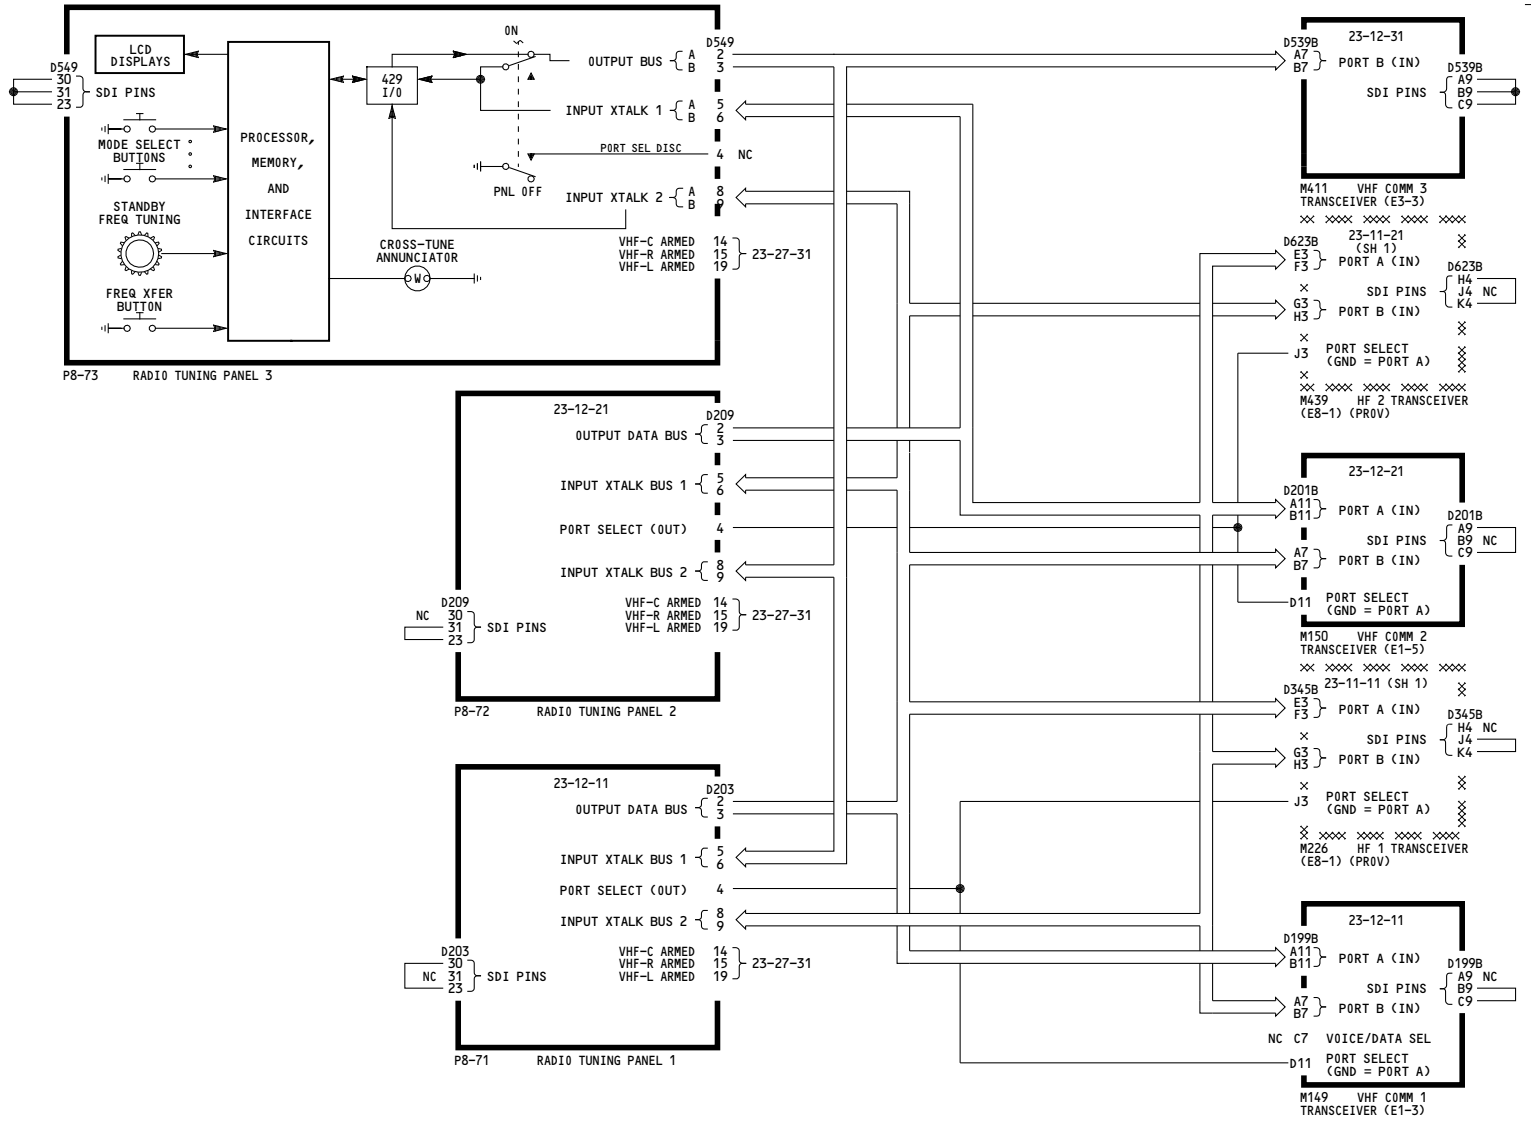 ON
LCD
DISPLAYS
D549
30
31
23
SDI PINS
MODE SELECT
BUTTONS
STANDBY
FREQ TUNING
FREQ XFER
BUTTON
PROCESSOR,
MEMORY,
AND
INTERFACE
CIRCUITS
429
I/O
CROSS-TUNE
ANNUNCIATOR
W
PNL OFF
D549
OUTPUT BUS A 2
B 3
INPUT XTALK 1 A 5
B 6
PORT SEL DISC 4 NC
INPUT XTALK 2 A 8
B 9
VHF-C ARMED 14
VHF-R ARMED 15 23-27-31
VHF-L ARMED 19
P8-73 RADIO TUNING PANEL 3
23-12-21
D209
OUTPUT DATA BUS 2
3
INPUT XTALK BUS 1 5
6
PORT SELECT (OUT) 4
INPUT XTALK BUS 2 8
9
D209
NC 30
31 SDI PINS
23
VHF-C ARMED 14
VHF-R ARMED 15 23-27-31
VHF-L ARMED 19
P8-72 RADIO TUNING PANEL 2
23-12-11
D203
OUTPUT DATA BUS 2
3
INPUT XTALK BUS 1 5
6
PORT SELECT (OUT) 4
INPUT XTALK BUS 2 8
9
D203
30
NC 31 SDI PINS
23
VHF-C ARMED 14
VHF-R ARMED 15 23-27-31
VHF-L ARMED 19
P8-71 RADIO TUNING PANEL 1
23-12-31
D539B
A7
B7 PORT B (IN)
D539B
A9
SDI PINS B9
C9
M411 VHF COMM 3
TRANSCEIVER (E3-3)
23-11-21
(SH 1)
D623B
E3
F3 PORT A (IN)
D623B
H4
SDI PINS J4 NC
K4
G3
H3 PORT B (IN)
J3 PORT SELECT
(GND = PORT A)
M439 HF 2 TRANSCEIVER
(E8-1) (PROV)
23-12-21
D201B
A11
B11 PORT A (IN)
D201B
A9
SDI PINS B9 NC
C9
A7
B7 PORT B (IN)
D11 PORT SELECT
(GND = PORT A)
M150 VHF COMM 2
TRANSCEIVER (E1-5)
23-11-11 (SH 1)
D345B
E3
F3 PORT A (IN)
D345B
H4 NC
SDI PINS J4
K4
G3
H3 PORT B (IN)
J3 PORT SELECT
(GND = PORT A)
M226 HF 1 TRANSCEIVER
(E8-1) (PROV)
23-12-11
D199B
A11
B11 PORT A (IN)
D199B
A9 NC
SDI PINS B9
C9
A7
B7 PORT B (IN)
NC C7 VOICE/DATA SEL
D11 PORT SELECT
(GND = PORT A)
M149 VHF COMM 1
TRANSCEIVER (E1-3)